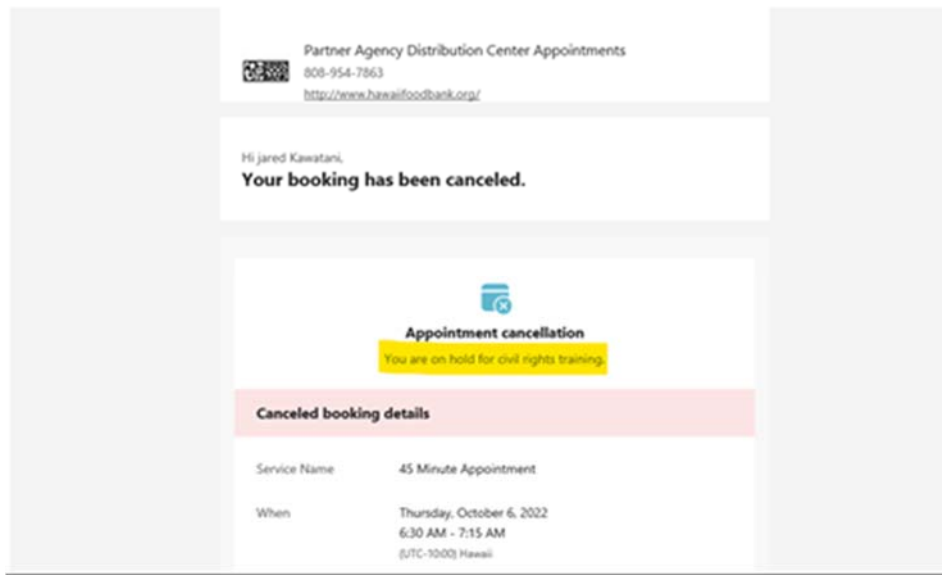 Partner Agency Distribution Center Appointments
808-954-7863
http://www.hawaiifoodbank.org/
Hi jared Kawatani,
Your booking has been canceled.
Appointment cancellation
You are on hold for civil rights training.
Canceled booking details
Service Name 45 Minute Appointment
When Thursday, October 6, 2022
6:30 AM - 7:15 AM
(UTC-10:00) Hawaii